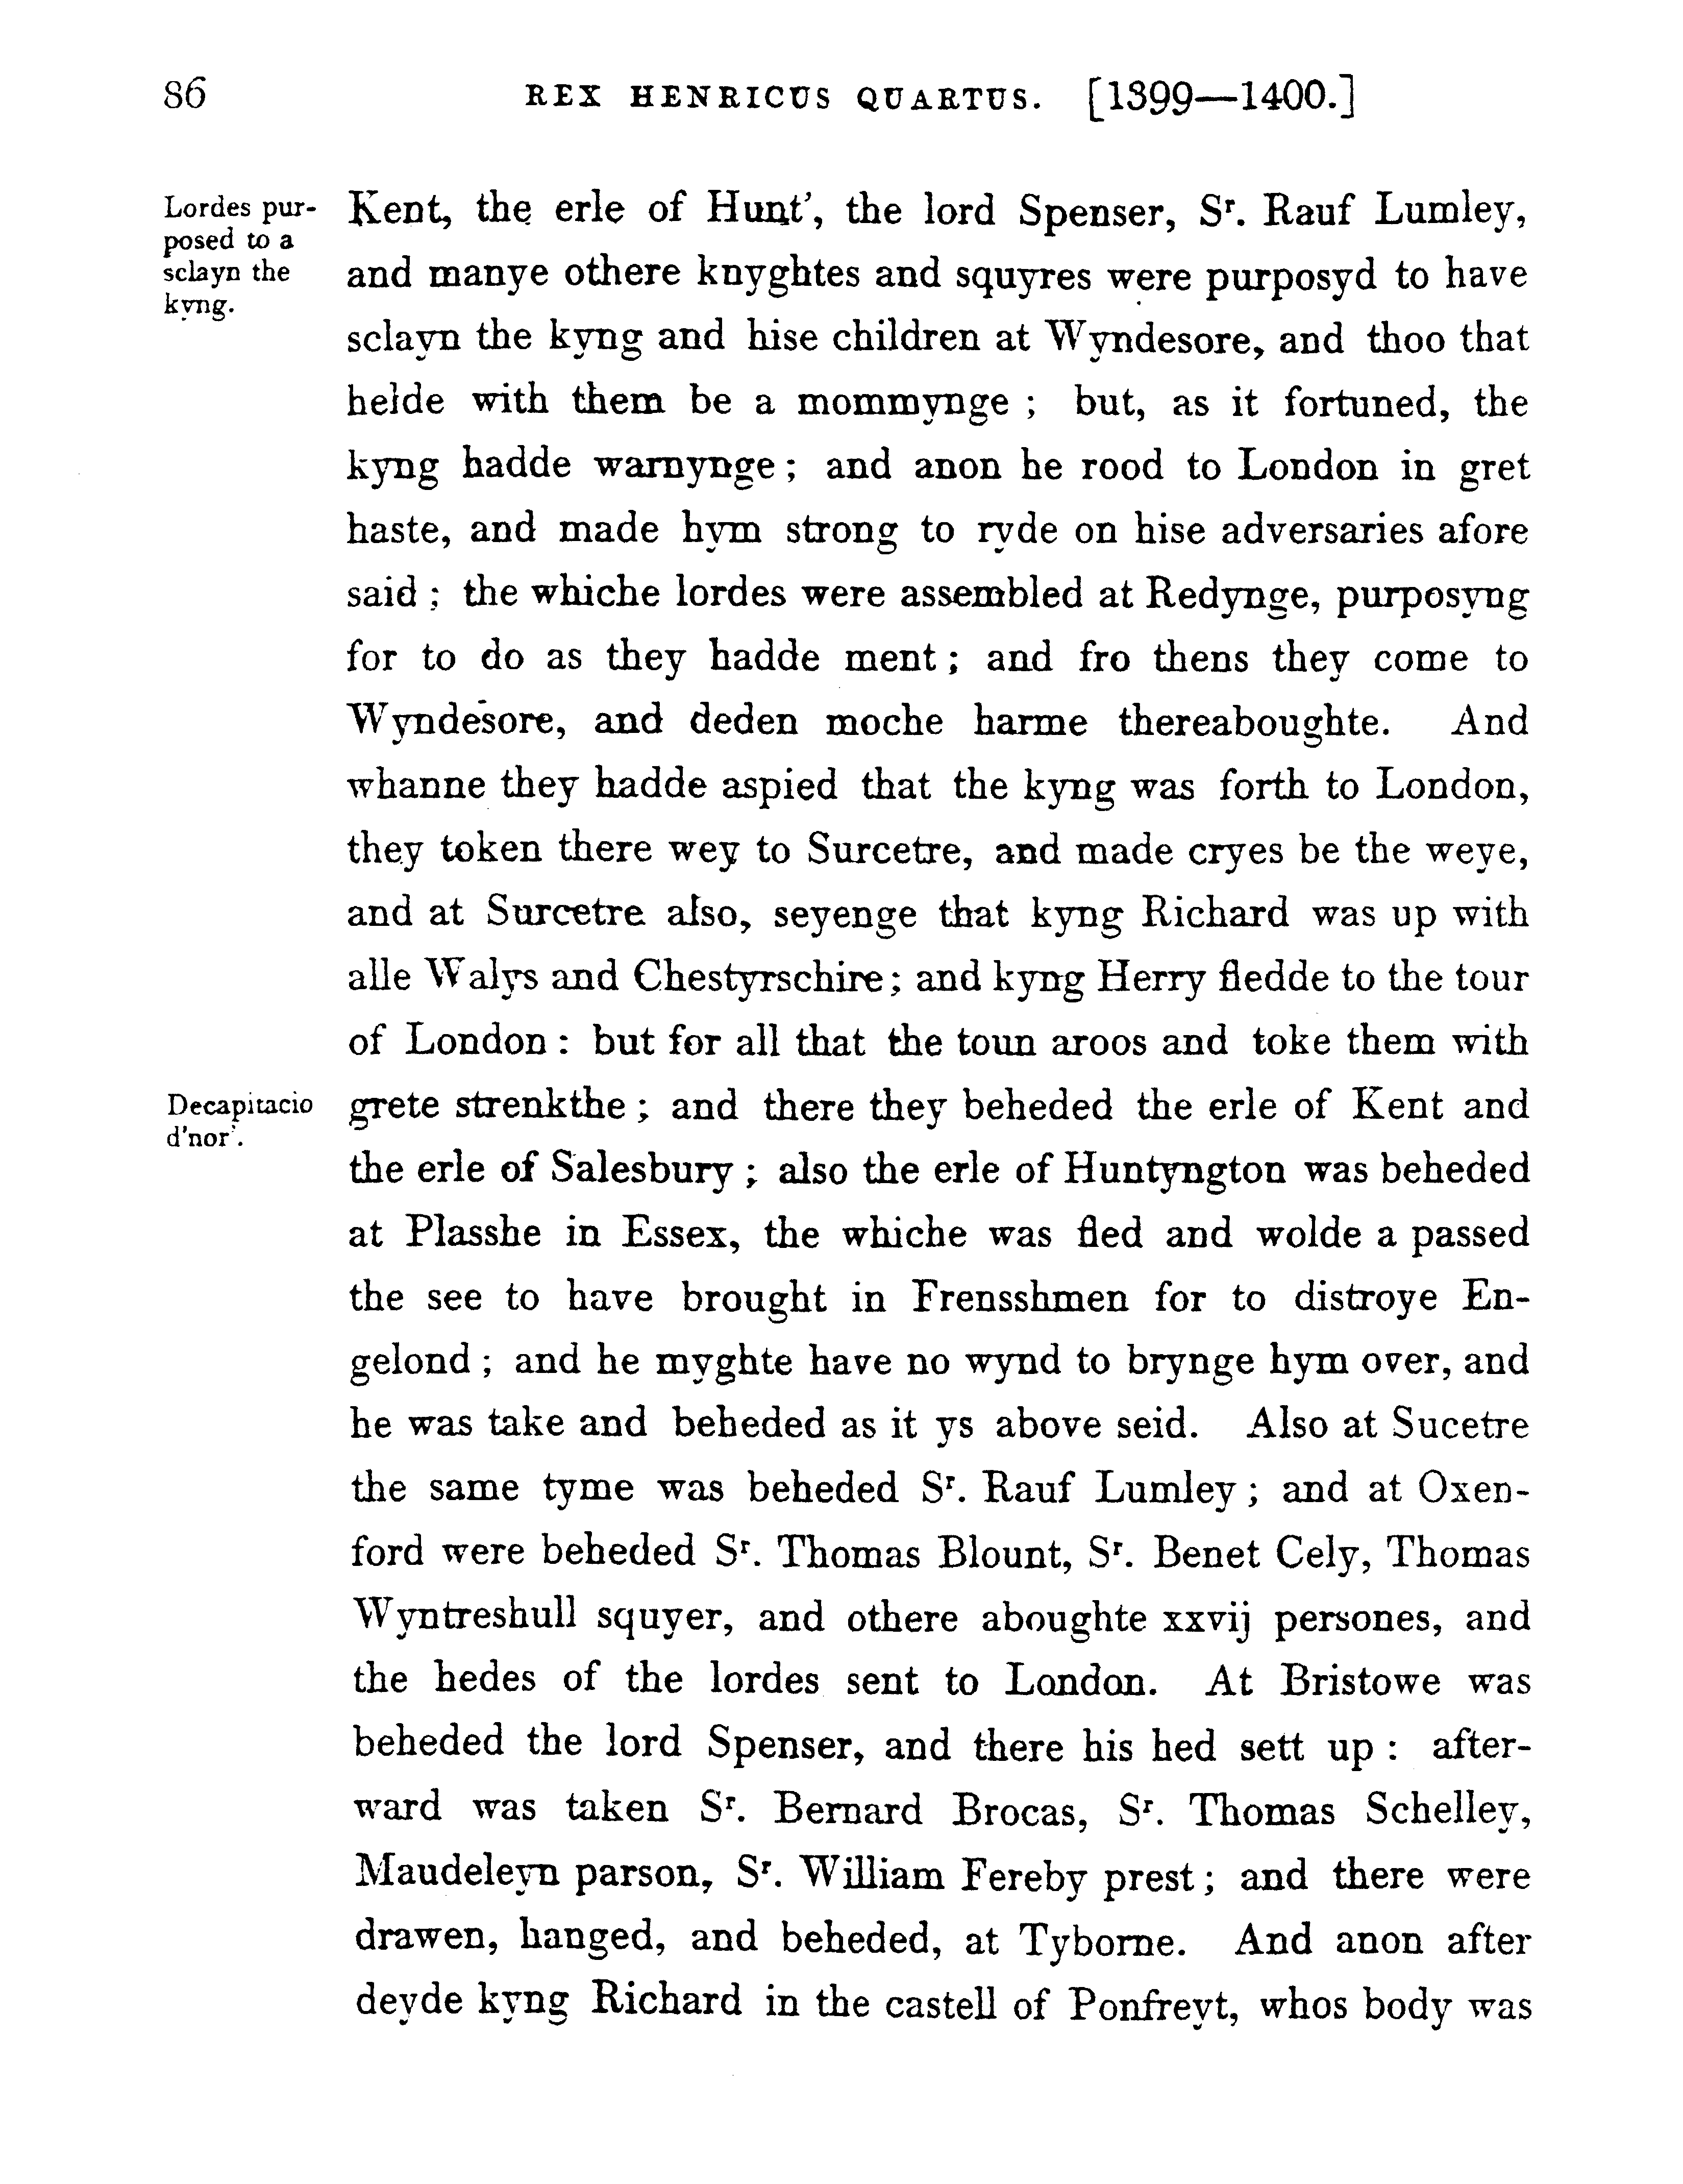 86 REX HENRICUS QUARTUS. [1399—1400.]
Lordes pur-
posed to a
sclayn the
kyng.
Kent, the erle of Hunt', the lord Spenser, Sr. Rauf Lumley,
and manye othere knyghtes and squyres were purposyd to have
sclayn the kyng and hise children at Wyndesore, and thoo that
helde with them be a mommynge ; but, as it fortuned, the
kyng hadde warnynge ; and anon he rood to London in gret
haste, and made hym strong to ryde on hise adversaries afore
said ; the whiche lordes were assembled at Redynge, purposyng
for to do as they hadde ment ; and fro thens they come to
Wyndesore, and deden moche harme thereaboughte. And
whanne they hadde aspied that the kyng was forth to London,
they token there wey to Surcetre, and made cryes be the weye,
and at Surcetre also, seyenge that kyng Richard was up with
alle Walys and Chestyrschire ; and kyng Herry fledde to the tour
of London : but for all that the toun aroos and toke them with
Decapitacio
d'nor'.
grete strenkthe ; and there they beheded the erle of Kent and
the erle of Salesbury ; also the erle of Huntyngton was beheded
at Plasshe in Essex, the whiche was fled and wolde a passed
the see to have brought in Frensshmen for to distroye En-
gelond ; and he myghte have no wynd to brynge hym over, and
he was take and beheded as it ys above seid. Also at Sucetre
the same tyme was beheded Sr. Rauf Lumley ; and at Oxen-
ford were beheded Sr. Thomas Blount, Sr. Benet Cely, Thomas
Wyntreshull squyer, and othere aboughte xxvij persones, and
the hedes of the lordes sent to London. At Bristowe was
beheded the lord Spenser, and there his hed sett up : after-
ward was taken Sr. Bernard Brocas, Sr. Thomas Schelley,
Maudeleyn parson, Sr. William Fereby prest ; and there were
drawen, hanged, and beheded, at Tyborne. And anon after
deyde kyng Richard in the castell of Ponfreyt, whos body was